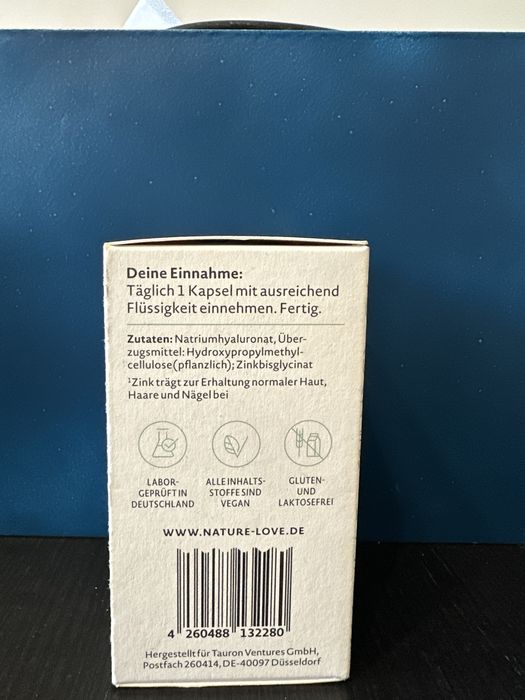 Deine Einnahme:
Täglich 1 Kapsel mit ausreichend
Flüssigkeit einnehmen. Fertig.
Zutaten: Natriumhyaluronat, Über-
zugsmittel: Hydroxypropylmethyl-
cellulose(pflanzlich); Zinkbisglycinat
¹Zink trägt zur Erhaltung normaler Haut,
Haare und Nägel bei
LABOR-
GEPRÜFT IN
DEUTSCHLAND
ALLE INHALTS-
STOFFE SIND
VEGAN
GLUTEN-
UND
LAKTOSEFREI
WWW.NATURE-LOVE.DE
4 260488 132280
Hergestellt für Tauron Ventures GmbH,
Postfach 260414, DE-40097 Düsseldorf